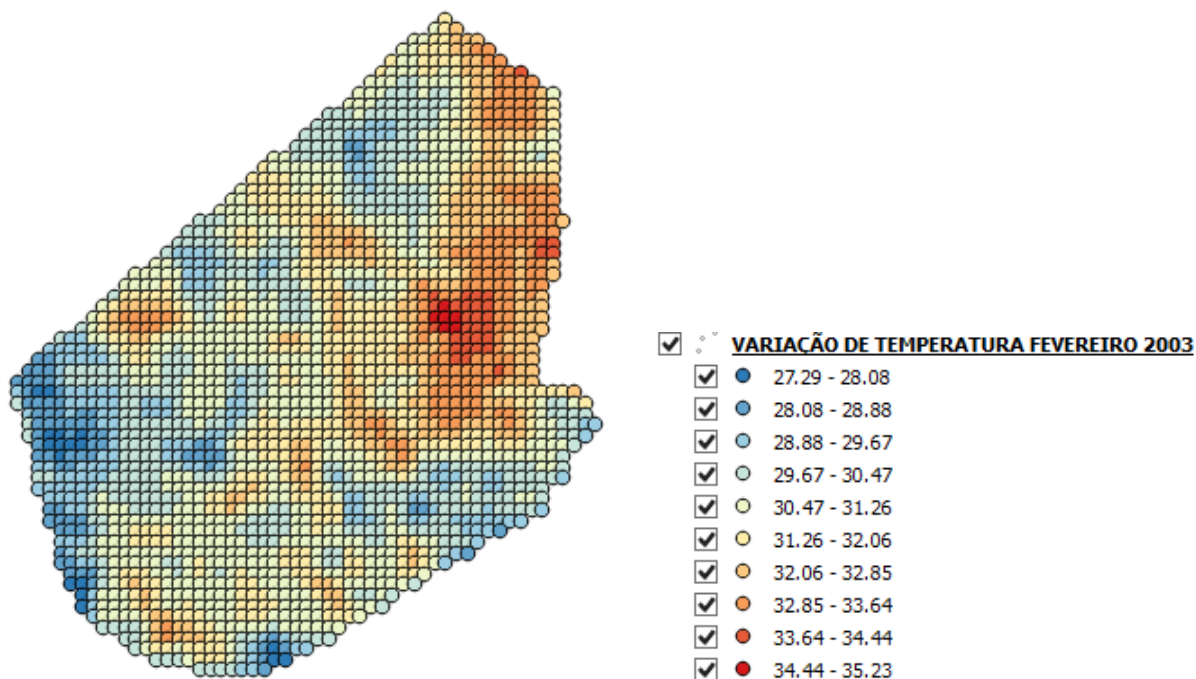 VARIAÇÃO DE TEMPERATURA FEVEREIRO 2003
27.29 - 28.08
28.08 - 28.88
28.88 - 29.67
29.67 - 30.47
30.47 - 31.26
31.26 - 32.06
32.06 - 32.85
32.85 - 33.64
33.64 - 34.44
34.44 - 35.23